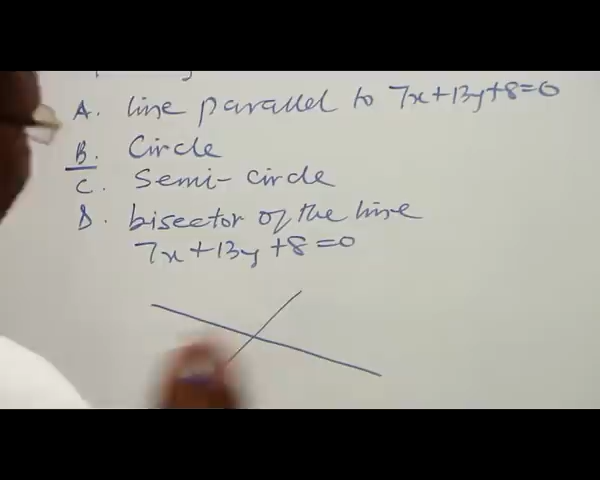 A. line parallel to 7x+13y+8=0
B. Circle
C. Semi-circle
D. bisector of the line
7x+13y+8=0